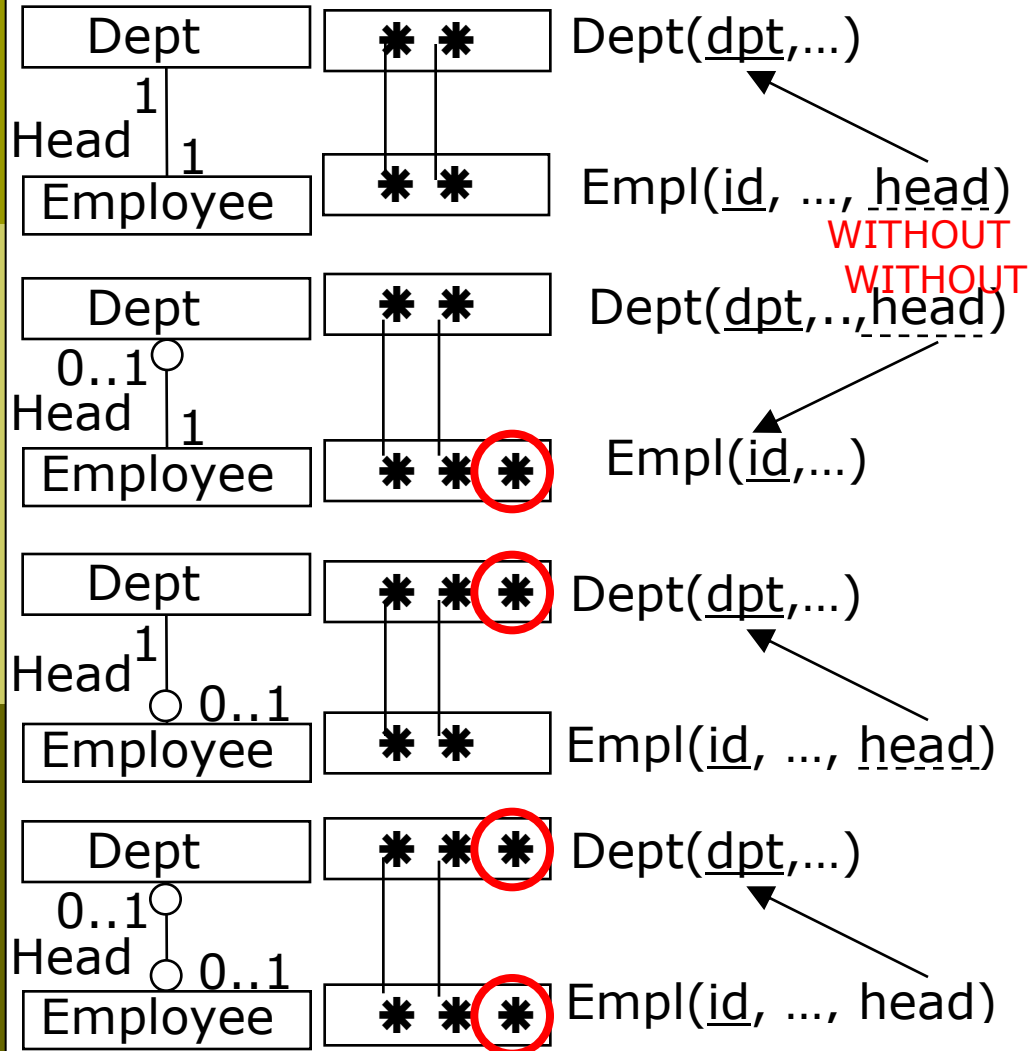 Dept ✱ ✱ Dept(dpt,...)
1
Head 1
Employee ✱ ✱ Empl(id, ..., head)
WITHOUT
WITHOUT
Dept ✱ ✱ Dept(dpt,..,head)
0..1
Head 1
Employee ✱ ✱ ✱ Empl(id,...)
Dept ✱ ✱ ✱ Dept(dpt,...)
1
Head 0..1
Employee ✱ ✱ Empl(id, ..., head)
Dept ✱ ✱ ✱ Dept(dpt,...)
0..1
Head 0..1
Employee ✱ ✱ ✱ Empl(id, ..., head)